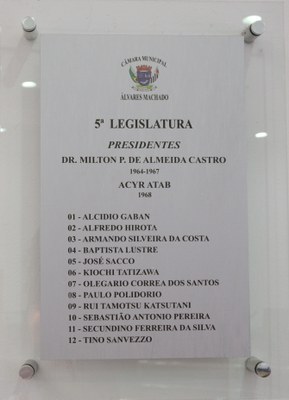 CÂMARA MUNICIPAL
ÁLVARES MACHADO
5ª LEGISLATURA
PRESIDENTES
DR. MILTON P. DE ALMEIDA CASTRO
1964-1967
ACYR ATAB
1968
01 - ALCIDIO GABAN
02 - ALFREDO HIROTA
03 - ARMANDO SILVEIRA DA COSTA
04 - BAPTISTA LUSTRE
05 - JOSÉ SACCO
06 - KIOCHI TATIZAWA
07 - OLEGARIO CORREA DOS SANTOS
08 - PAULO POLIDORIO
09 - RUI TAMOTSU KATSUTANI
10 - SEBASTIÃO ANTONIO PEREIRA
11 - SECUNDINO FERREIRA DA SILVA
12 - TINO SANVEZZO